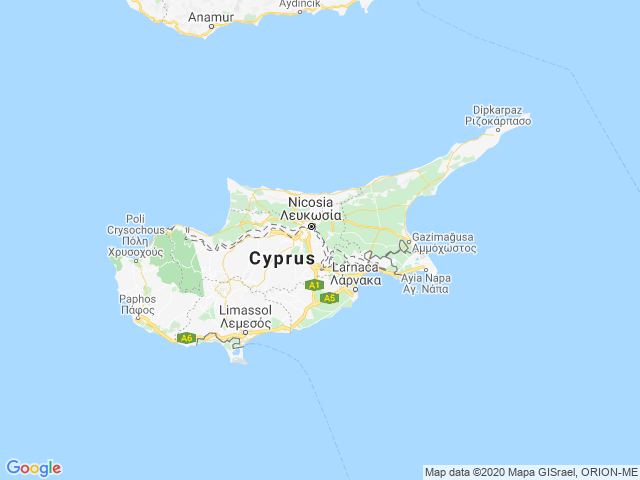 Aydıncık
Anamur
Dipkarpaz
Ριζοκάρπασο
Nicosia
Λευκωσία
Poli
Crysochous
Πόλη
Χρυσοχούς
Gazimağusa
Αμμόχωστος
Cyprus
Larnaca
Λάρνακα
Ayia Napa
Αγ. Νάπα
A1
A5
Paphos
Πάφος
Limassol
Λεμεσός
A6
Google
Map data ©2020 Mapa GISrael, ORION-ME